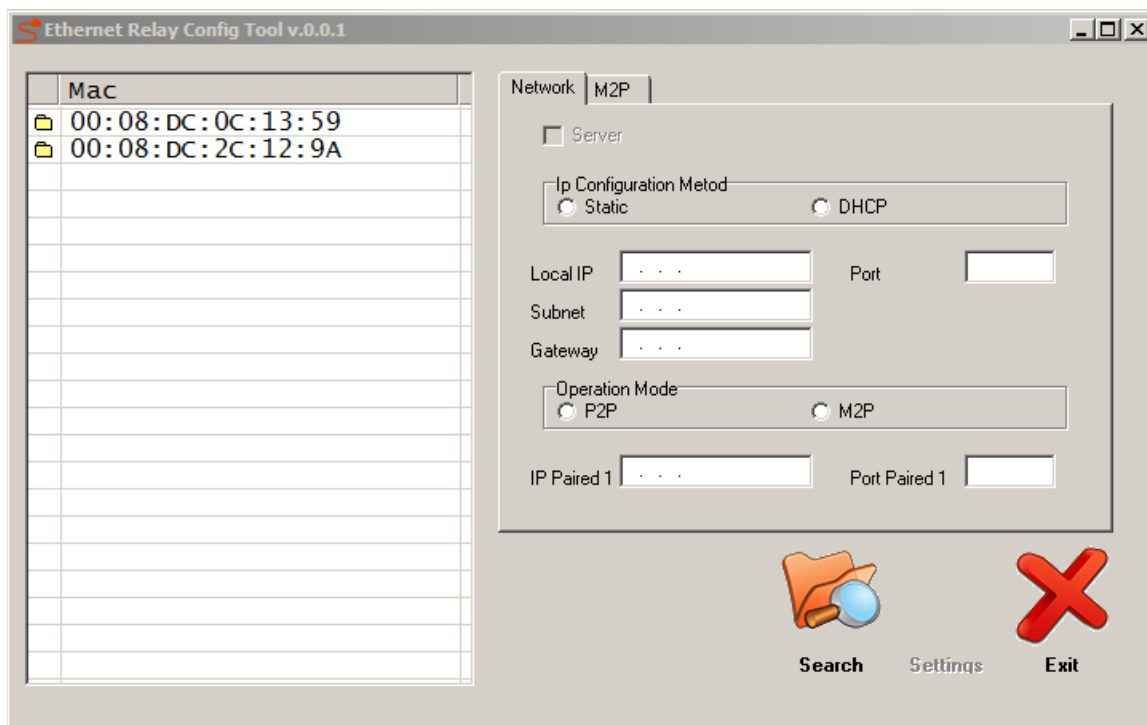 Ethernet Relay Config Tool v.0.0.1
Mac
00:08:DC:0C:13:59
00:08:DC:2C:12:9A
Network M2P
Server
Ip Configuration Metod
Static DHCP
Local IP . . . Port
Subnet . . .
Gateway . . .
Operation Mode
P2P M2P
IP Paired 1 . . . Port Paired 1
Search Settings Exit